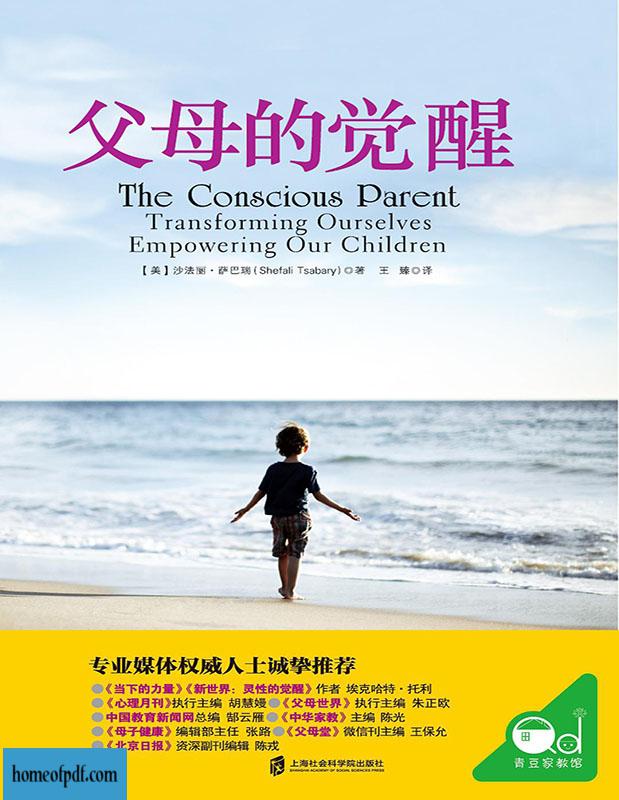 父母的觉醒
The Conscious Parent
Transforming Ourselves
Empowering Our Children
【美】沙法丽·萨巴瑞(Shefali Tsabary)著 王 臻 译
专业媒体权威人士诚挚推荐
《当下的力量》《新世界：灵性的觉醒》作者 埃克哈特·托利
《心理月刊》执行主编 胡慧嫚 《父母世界》执行主编 朱正欧
中国教育新闻网总编 郜云雁 《中华家教》主编 陈光
《母子健康》编辑部主任 张路 《父母堂》微信刊主编 王保允
《北京日报》资深副刊编辑 陈戎
上海社会科学院出版社
SHANGHAI ACADEMY OF SOCIAL SCIENCES PRESS
青豆家教馆
homeofpdf.com